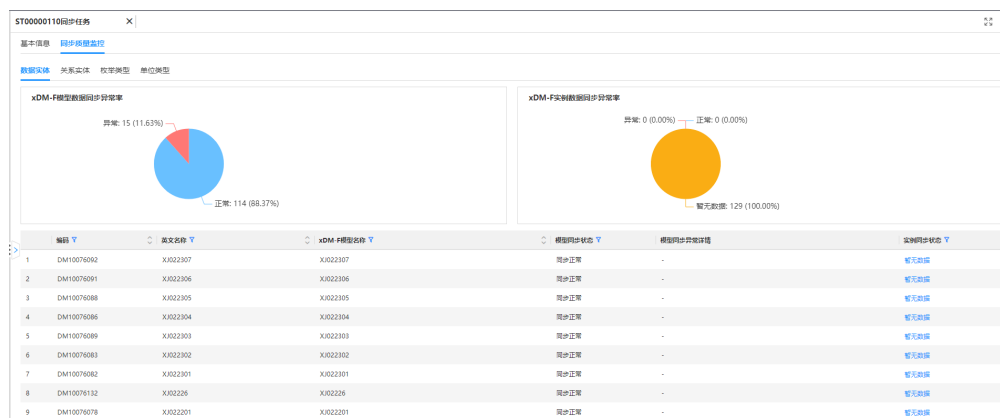 ST00000110同步任务
基本信息 同步质量监控
数据实体 关系实体 枚举类型 单位类型
xDM-F模型数据同步异常率
异常: 15 (11.63%)
正常: 114 (88.37%)
xDM-F实例数据同步异常率
异常: 0 (0.00%) 正常: 0 (0.00%)
暂无数据: 129 (100.00%)
编码 英文名称 xDM-F模型名称 模型同步状态 模型同步异常详情 实例同步状态
1 DM10076092 XJ022307 XJ022307 同步正常 - 暂无数据
2 DM10076091 XJ022306 XJ022306 同步正常 - 暂无数据
3 DM10076088 XJ022305 XJ022305 同步正常 - 暂无数据
4 DM10076086 XJ022304 XJ022304 同步正常 - 暂无数据
5 DM10076089 XJ022303 XJ022303 同步正常 - 暂无数据
6 DM10076083 XJ022302 XJ022302 同步正常 - 暂无数据
7 DM10076082 XJ022301 XJ022301 同步正常 - 暂无数据
8 DM10076132 XJ02226 XJ02226 同步正常 - 暂无数据
9 DM10076078 XJ022201 XJ022201 同步正常 - 暂无数据